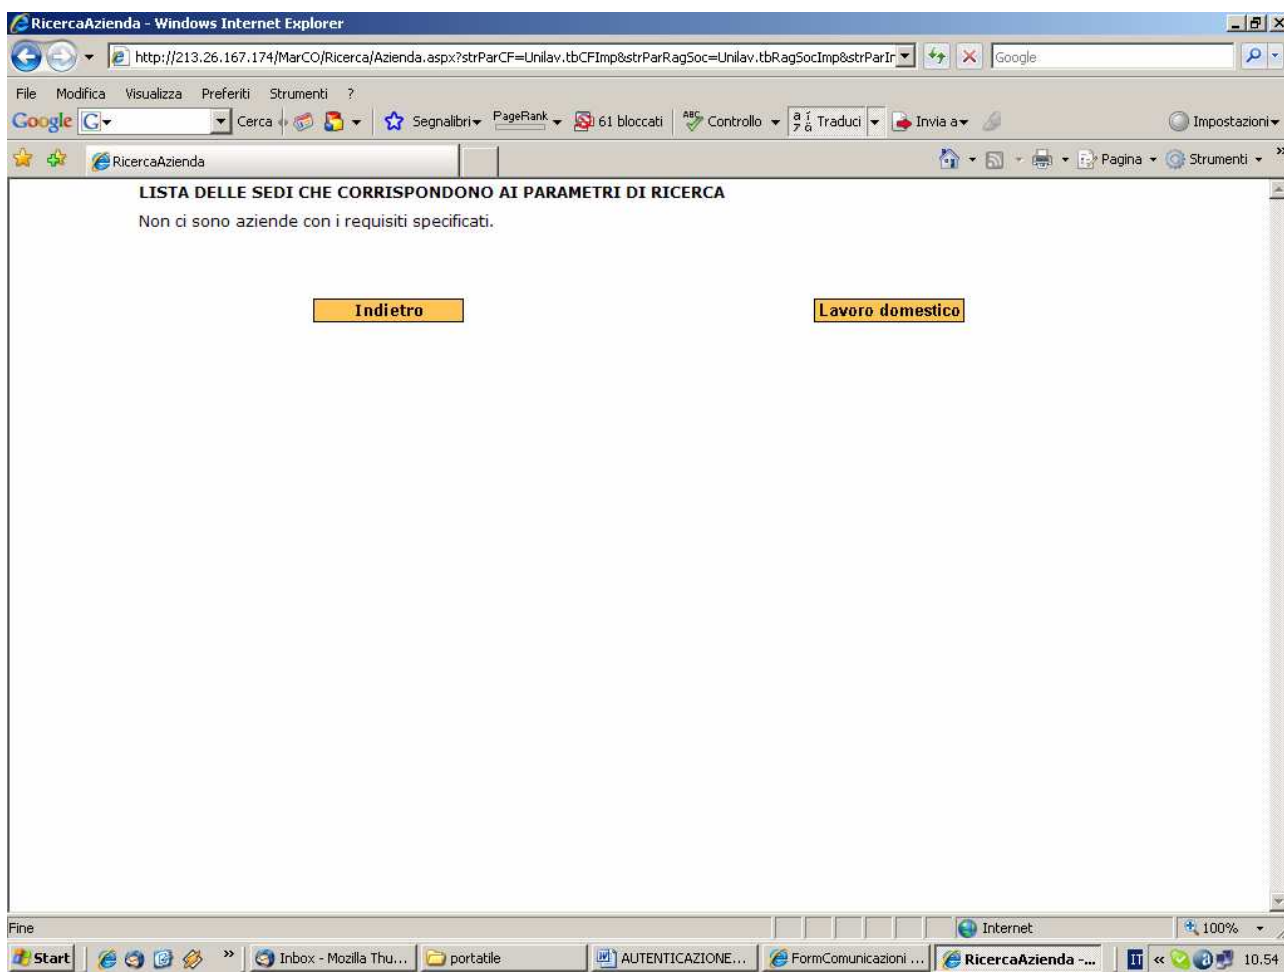 RicercaAzienda - Windows Internet Explorer
http://213.26.167.174/MarCO/Ricerca/Azienda.aspx?strParCF=Unilav.tbCFImp&strParRagSoc=Unilav.tbRagSocImp&strParIr
Google
File Modifica Visualizza Preferiti Strumenti ?
Google G Cerca Segnalibri PageRank 61 bloccati ABC Controllo Traduci Invia a Impostazioni
RicercaAzienda Pagina Strumenti »
LISTA DELLE SEDI CHE CORRISPONDONO AI PARAMETRI DI RICERCA
Non ci sono aziende con i requisiti specificati.
Indietro Lavoro domestico
Fine Internet 100%
Start » Inbox - Mozilla Thu... portatile AUTENTICAZIONE... FormComunicazioni ... RicercaAzienda -... IT « 10.54